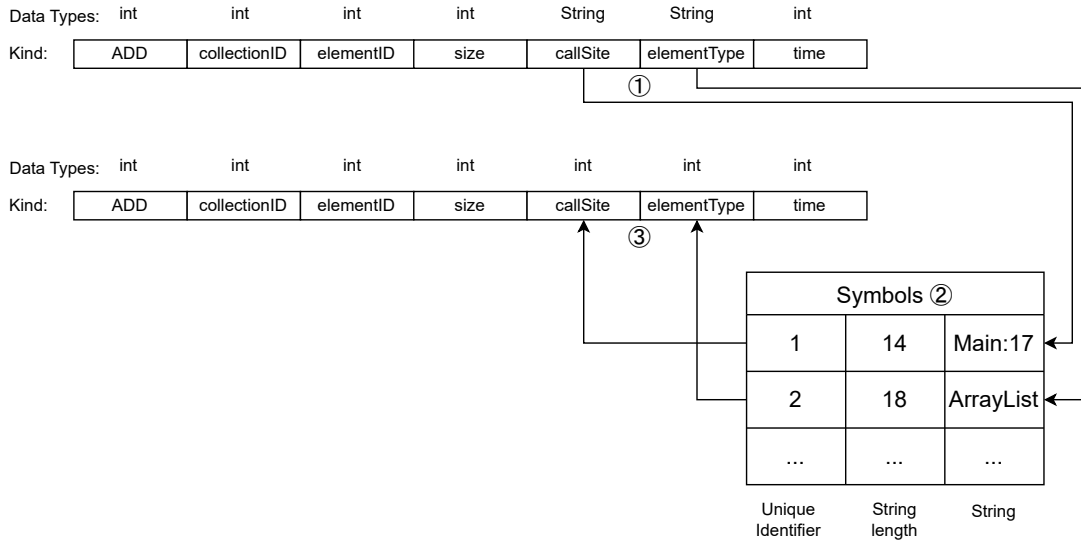 Data Types: int int int int String String int
Kind: ADD collectionID elementID size callSite elementType time
①
Data Types: int int int int int int int
Kind: ADD collectionID elementID size callSite elementType time
③
Symbols ②
1 14 Main:17
2 18 ArrayList
... ... ...
Unique String String
Identifier length